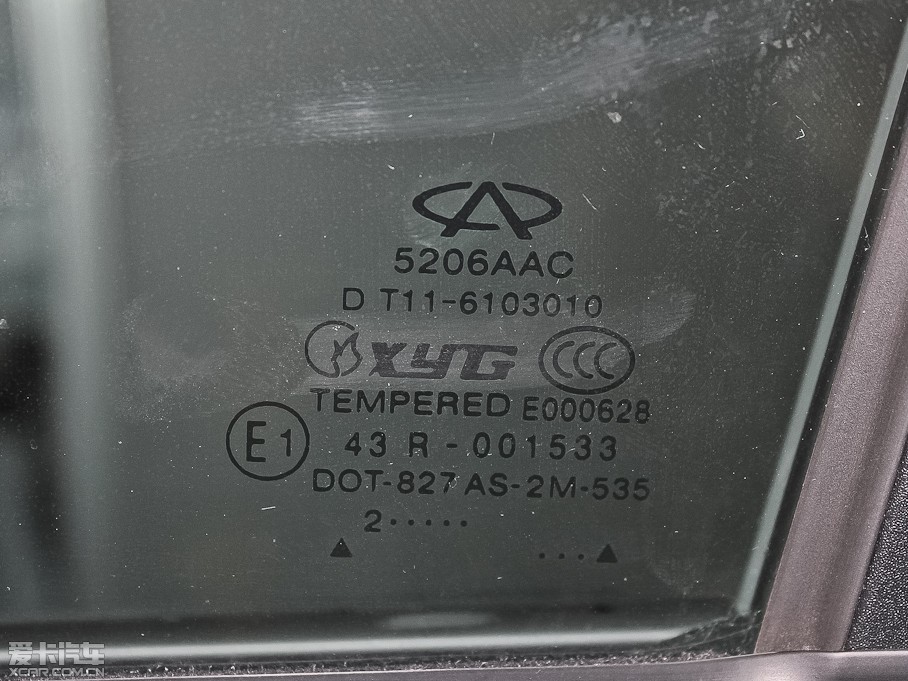 5206AAC
D T11-6103010
XYG CCC
TEMPERED E000628
E1 43 R - 001533
DOT-827 AS-2M-535
2·····
▲ ...▲
爱卡汽车
XCAR.COM.CN